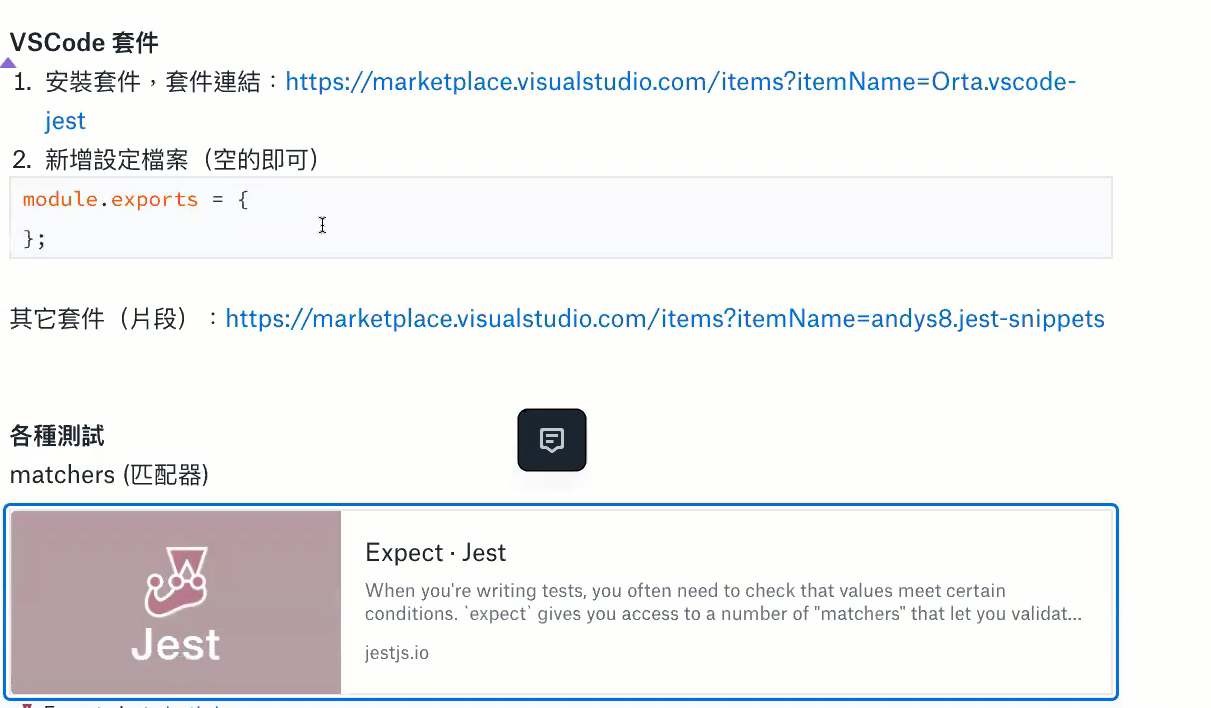 VSCode 套件
1. 安裝套件，套件連結：https://marketplace.visualstudio.com/items?itemName=Orta.vscode-
jest
2. 新增設定檔案（空的即可）
module.exports = {
};
其它套件（片段）：https://marketplace.visualstudio.com/items?itemName=andys8.jest-snippets
各種測試
matchers (匹配器)
Jest
Expect · Jest
When you're writing tests, you often need to check that values meet certain
conditions. `expect` gives you access to a number of "matchers" that let you validat...
jestjs.io